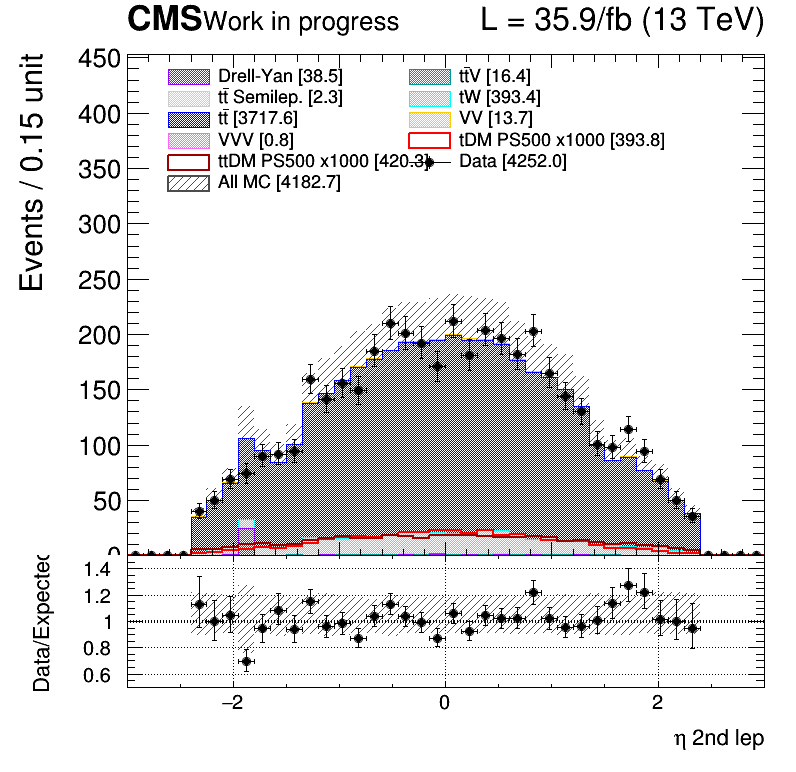 CMS Work in progress L = 35.9/fb (13 TeV)
Events / 0.15 unit
450
400
350
300
250
200
150
100
50
0
Drell-Yan [38.5]
tt̄ Semilep. [2.3]
tt̄ [3717.6]
VVV [0.8]
ttDM PS500 x1000 [420.3]
All MC [4182.7]
tt̄V [16.4]
tW [393.4]
VV [13.7]
tDM PS500 x1000 [393.8]
Data [4252.0]
Data/Expected
1.4
1.2
1
0.8
0.6
−2 0 2
η 2nd lep